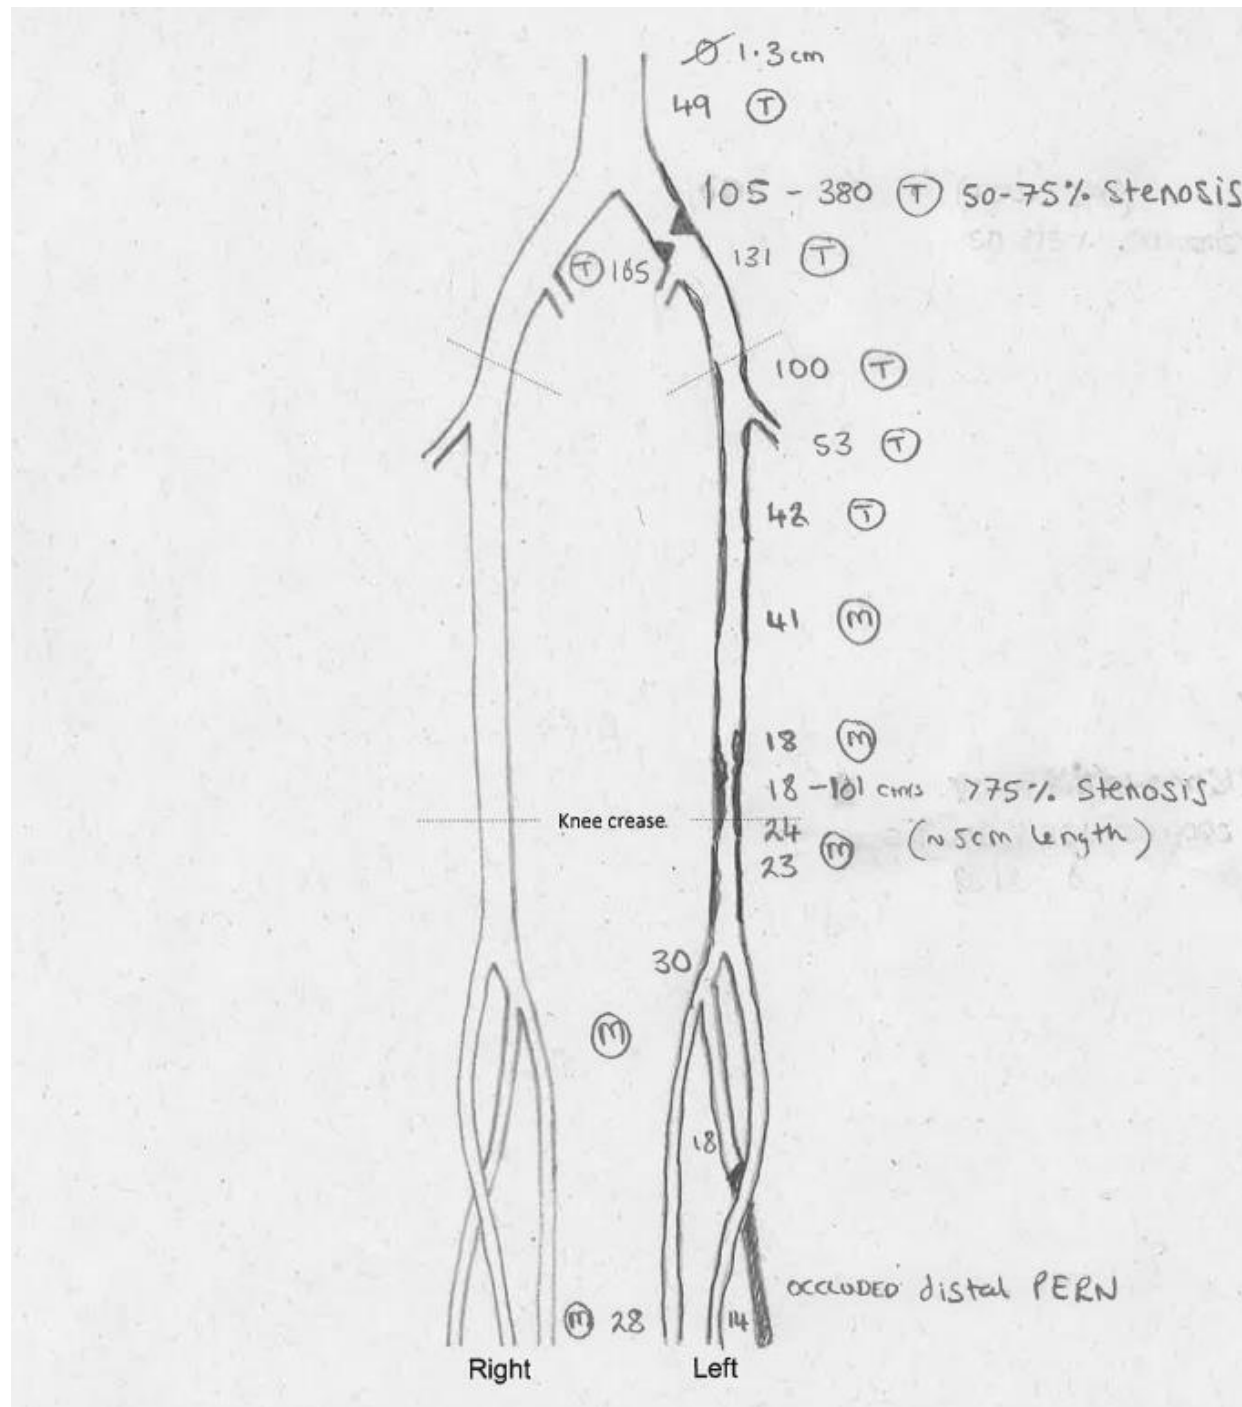 Ø 1.3cm
49 T
105 - 380 T 50-75% Stenosis
T 185 131 T
100 T
53 T
42 T
41 M
18 M
18-101 cm/s >75% Stenosis
Knee crease. 24 (~5cm length)
23 M
30
M
18
OCCLUDED distal PERN
M 28 14
Right Left